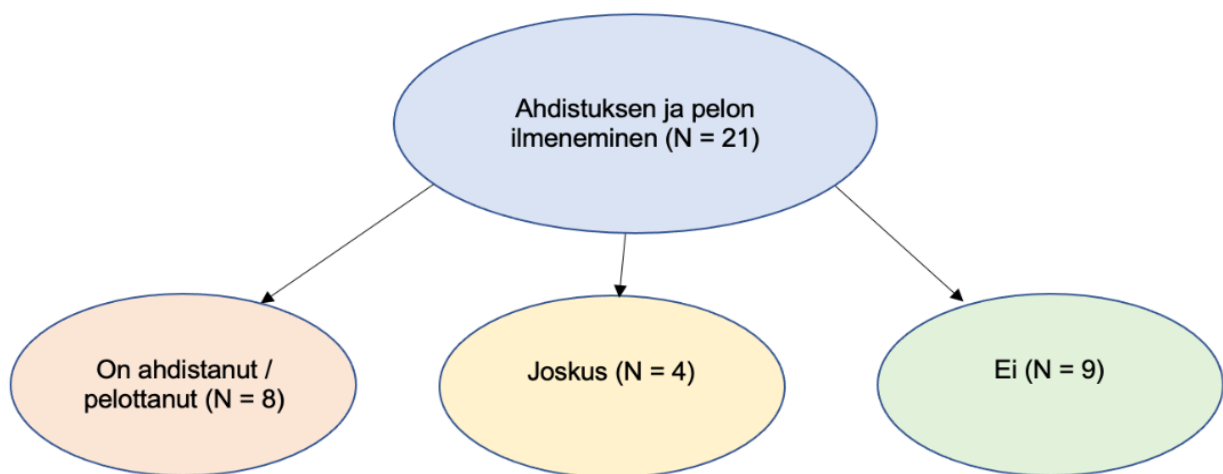 Ahdistuksen ja pelon
ilmeneminen (N = 21)
On ahdistanut /
pelottanut (N = 8)
Joskus (N = 4)
Ei (N = 9)